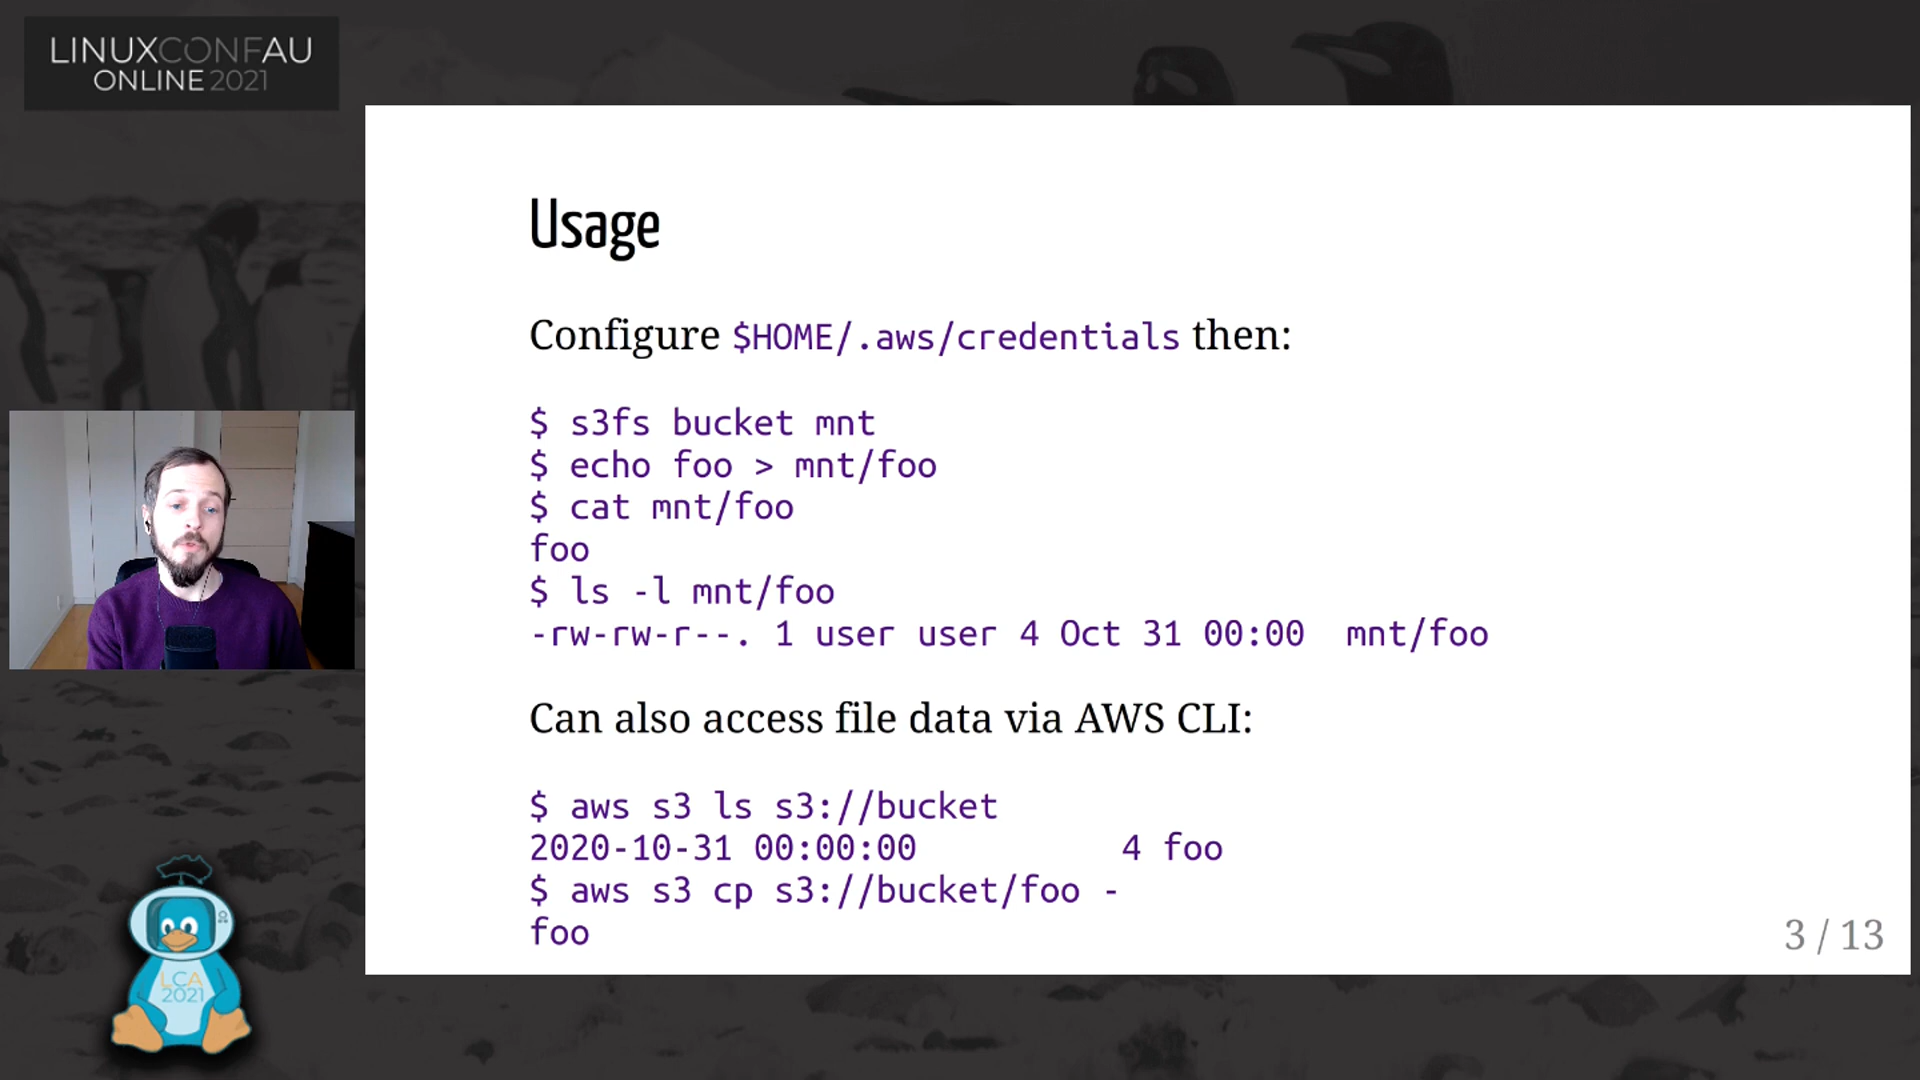 LINUXCONFAU
ONLINE 2021
Usage
Configure $HOME/.aws/credentials then:
$ s3fs bucket mnt
$ echo foo > mnt/foo
$ cat mnt/foo
foo
$ ls -l mnt/foo
-rw-rw-r--. 1 user user 4 Oct 31 00:00  mnt/foo
Can also access file data via AWS CLI:
$ aws s3 ls s3://bucket
2020-10-31 00:00:00          4 foo
$ aws s3 cp s3://bucket/foo -
foo
3 / 13
LCA
2021